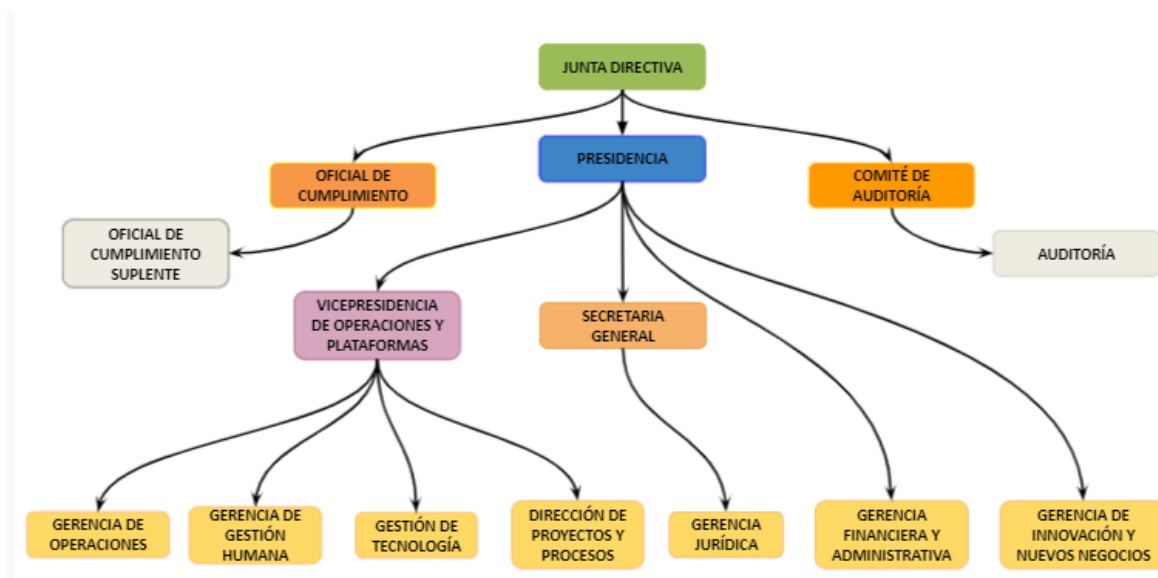 JUNTA DIRECTIVA
OFICIAL DE
CUMPLIMIENTO
PRESIDENCIA
COMITÉ DE
AUDITORÍA
OFICIAL DE
CUMPLIMIENTO
SUPLENTE
AUDITORÍA
VICEPRESIDENCIA
DE OPERACIONES Y
PLATAFORMAS
SECRETARIA
GENERAL
GERENCIA DE
OPERACIONES
GERENCIA DE
GESTIÓN
HUMANA
GESTIÓN DE
TECNOLOGÍA
DIRECCIÓN DE
PROYECTOS Y
PROCESOS
GERENCIA
JURÍDICA
GERENCIA
FINANCIERA Y
ADMINISTRATIVA
GERENCIA DE
INNOVACIÓN Y
NUEVOS NEGOCIOS